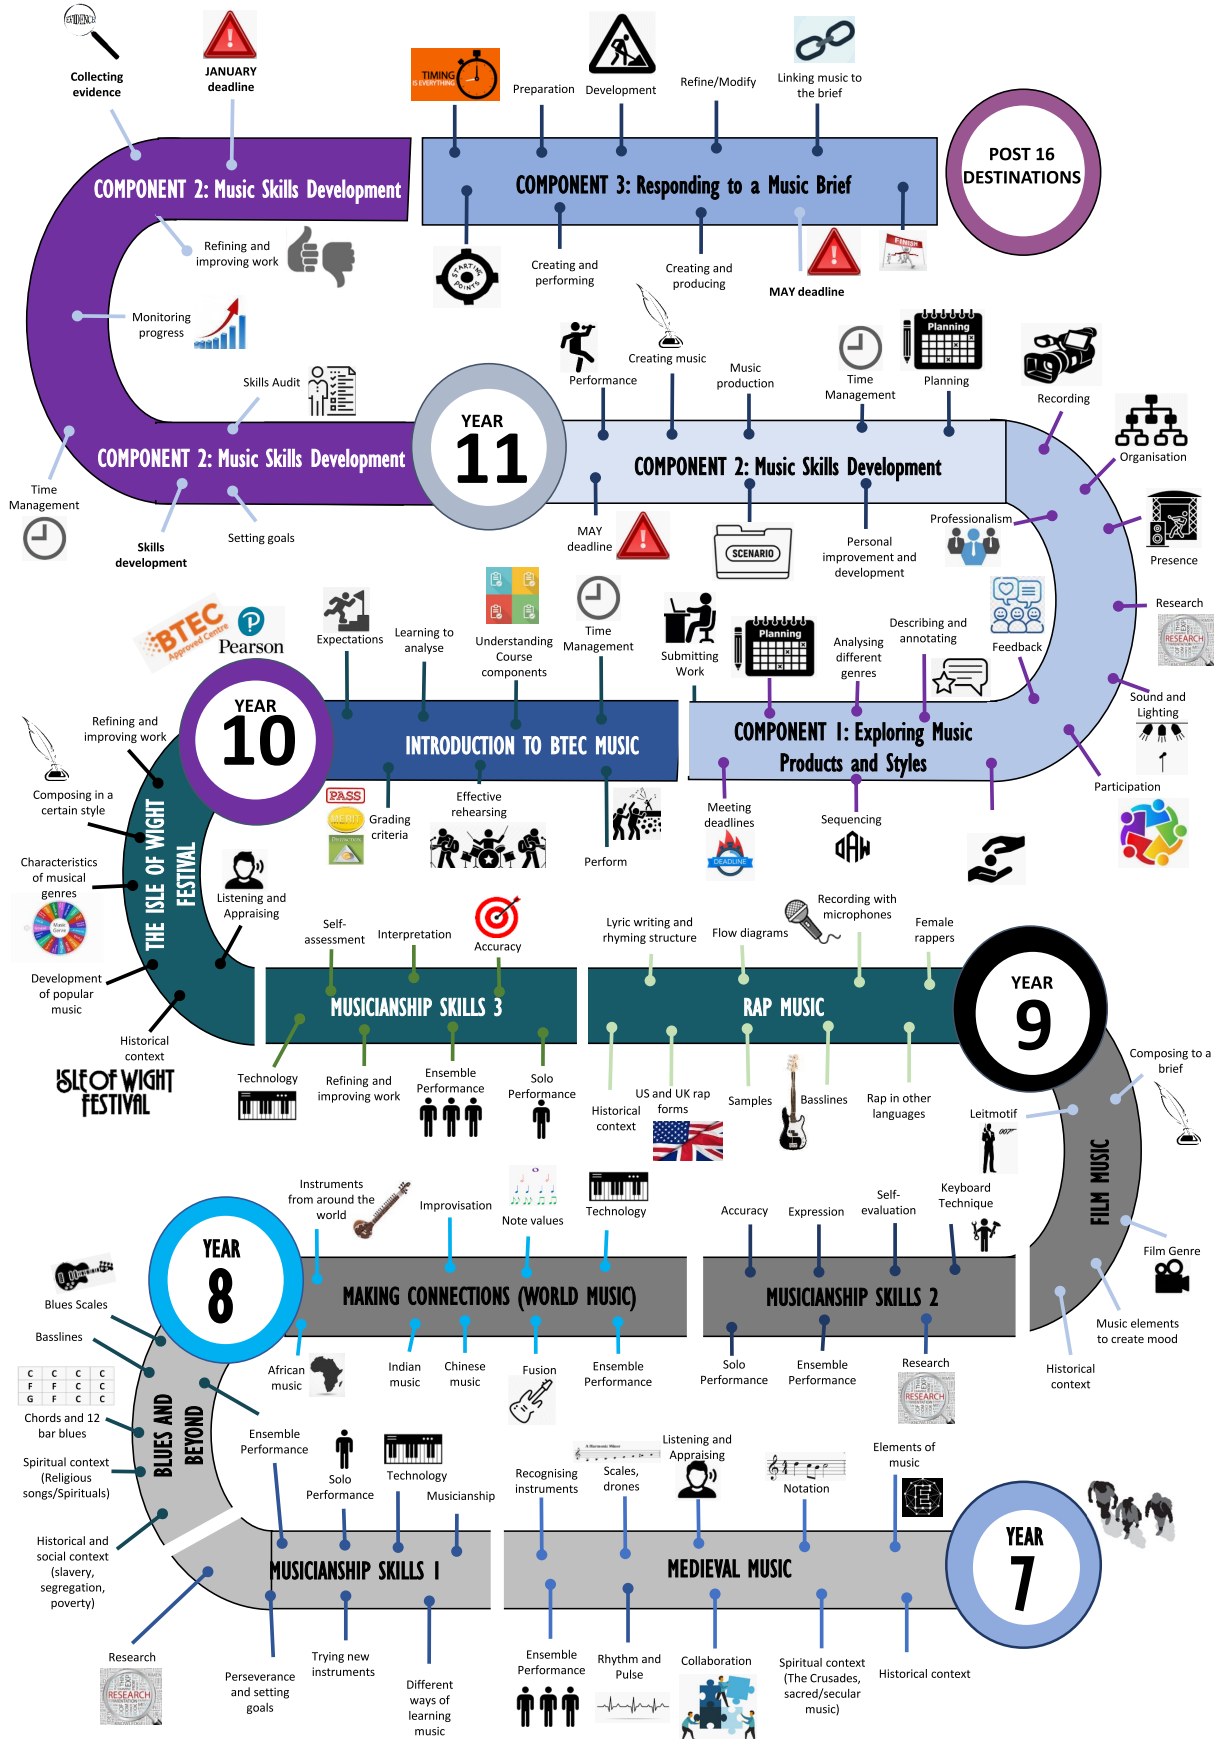 EVIDENCE
Collecting
evidence
JANUARY
deadline
TIMING
IS EVERYTHING
Preparation
Development
Refine/Modify
Linking music to
the brief
POST 16
DESTINATIONS
COMPONENT 2: Music Skills Development
COMPONENT 3: Responding to a Music Brief
Refining and
improving work
STARTING
POINTS
Creating and
performing
Creating and
producing
MAY deadline
FINISH
Monitoring
progress
Skills Audit
Performance
Creating music
Music
production
Time
Management
Planning
Planning
Recording
Organisation
Presence
COMPONENT 2: Music Skills Development
YEAR
11
COMPONENT 2: Music Skills Development
Time
Management
Skills
development
Setting goals
MAY
deadline
SCENARIO
Personal
improvement and
development
Professionalism
Research
RESEARCH
Feedback
Sound and
Lighting
Participation
BTEC
Approved Centre
Pearson
Expectations
Learning to
analyse
Understanding
Course
components
Time
Management
Submitting
Work
Planning
Analysing
different
genres
Describing and
annotating
YEAR
10
INTRODUCTION TO BTEC MUSIC
COMPONENT 1: Exploring Music
Products and Styles
PASS
MERIT
DISTINCTION
Grading
criteria
Effective
rehearsing
Perform
Meeting
deadlines
DEADLINE
Sequencing
DAW
Refining and
improving work
Composing in a
certain style
Characteristics
of musical
genres
Music
Genre
Development
of popular
music
Historical
context
ISLE OF WIGHT
FESTIVAL
THE ISLE OF WIGHT
FESTIVAL
Listening and
Appraising
Self-
assessment
Interpretation
Accuracy
Lyric writing and
rhyming structure
Flow diagrams
Recording with
microphones
Female
rappers
MUSICIANSHIP SKILLS 3
RAP MUSIC
YEAR
9
Technology
Refining and
improving work
Ensemble
Performance
Solo
Performance
Historical
context
US and UK rap
forms
Samples
Basslines
Rap in other
languages
Leitmotif
007
Composing to a
brief
FILM MUSIC
Film Genre
Music elements
to create mood
Historical
context
Instruments
from around the
world
Improvisation
Note values
Technology
Accuracy
Expression
Self-
evaluation
Keyboard
Technique
YEAR
8
MAKING CONNECTIONS (WORLD MUSIC)
MUSICIANSHIP SKILLS 2
African
music
Indian
music
Chinese
music
Fusion
Ensemble
Performance
Solo
Performance
Ensemble
Performance
Research
RESEARCH
Blues Scales
Basslines
C C C C
F F C C
G F C C
Chords and 12
bar blues
Spiritual context
(Religious
songs/Spirituals)
Historical and
social context
(slavery,
segregation,
poverty)
BLUES AND
BEYOND
Ensemble
Performance
Solo
Performance
Technology
Musicianship
Recognising
instruments
A Harmonic Minor
Scales,
drones
Listening and
Appraising
Notation
Elements of
music
E
MUSICIANSHIP SKILLS 1
MEDIEVAL MUSIC
YEAR
7
Research
RESEARCH
Perseverance
and setting
goals
Trying new
instruments
Different
ways of
learning
music
Ensemble
Performance
Rhythm and
Pulse
Collaboration
Spiritual context
(The Crusades,
sacred/secular
music)
Historical context